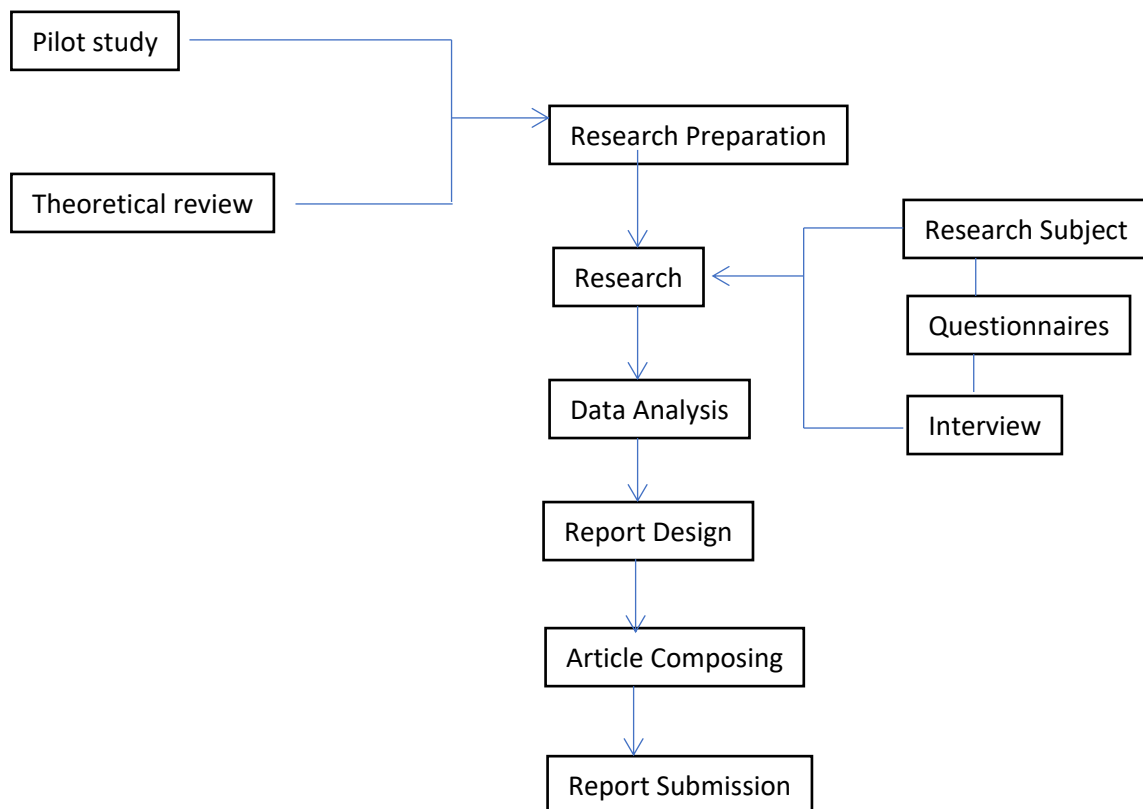 Pilot study
Research Preparation
Theoretical review
Research Subject
Research
Questionnaires
Data Analysis
Interview
Report Design
Article Composing
Report Submission